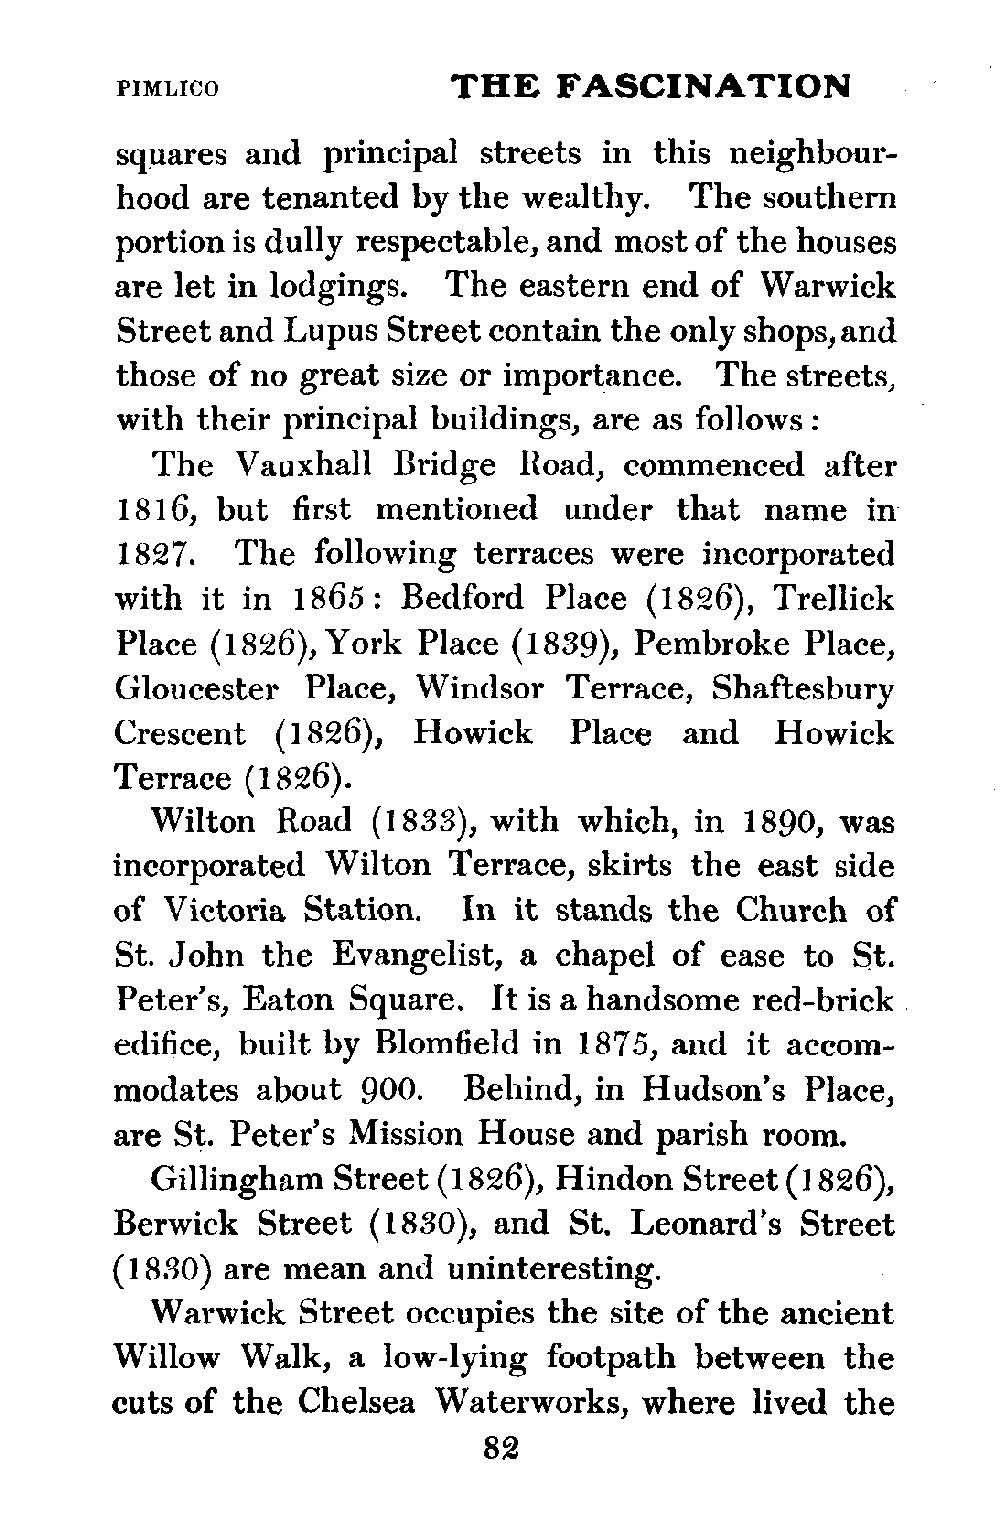 PIMLICO THE FASCINATION
squares and principal streets in this neighbour-
hood are tenanted by the wealthy. The southern
portion is dully respectable, and most of the houses
are let in lodgings. The eastern end of Warwick
Street and Lupus Street contain the only shops, and
those of no great size or importance. The streets,
with their principal buildings, are as follows :
The Vauxhall Bridge Road, commenced after
1816, but first mentioned under that name in
1827. The following terraces were incorporated
with it in 1865 : Bedford Place (1826), Trellick
Place (1826), York Place (1839), Pembroke Place,
Gloucester Place, Windsor Terrace, Shaftesbury
Crescent (1826), Howick Place and Howick
Terrace (1826).
Wilton Road (1833), with which, in 1890, was
incorporated Wilton Terrace, skirts the east side
of Victoria Station. In it stands the Church of
St. John the Evangelist, a chapel of ease to St.
Peter's, Eaton Square. It is a handsome red-brick
edifice, built by Blomfield in 1875, and it accom-
modates about 900. Behind, in Hudson's Place,
are St. Peter's Mission House and parish room.
Gillingham Street (1826), Hindon Street (1826),
Berwick Street (1830), and St. Leonard's Street
(1830) are mean and uninteresting.
Warwick Street occupies the site of the ancient
Willow Walk, a low-lying footpath between the
cuts of the Chelsea Waterworks, where lived the
82